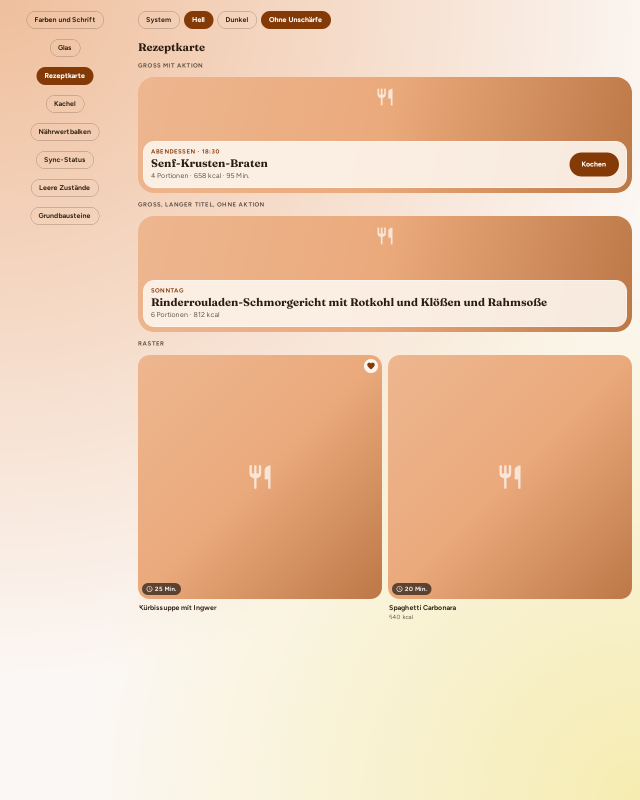 Farben und Schrift
Glas
Rezeptkarte
Kachel
Nährwertbalken
Sync-Status
Leere Zustände
Grundbausteine
System
Hell
Dunkel
Ohne Unschärfe
Rezeptkarte
GROSS MIT AKTION
ABENDESSEN · 18:30
Senf-Krusten-Braten
4 Portionen · 658 kcal · 95 Min.
Kochen
GROSS, LANGER TITEL, OHNE AKTION
SONNTAG
Rinderrouladen-Schmorgericht mit Rotkohl und Klößen und Rahmsoße
6 Portionen · 812 kcal
RASTER
25 Min.
Kürbissuppe mit Ingwer
20 Min.
Spaghetti Carbonara
540 kcal